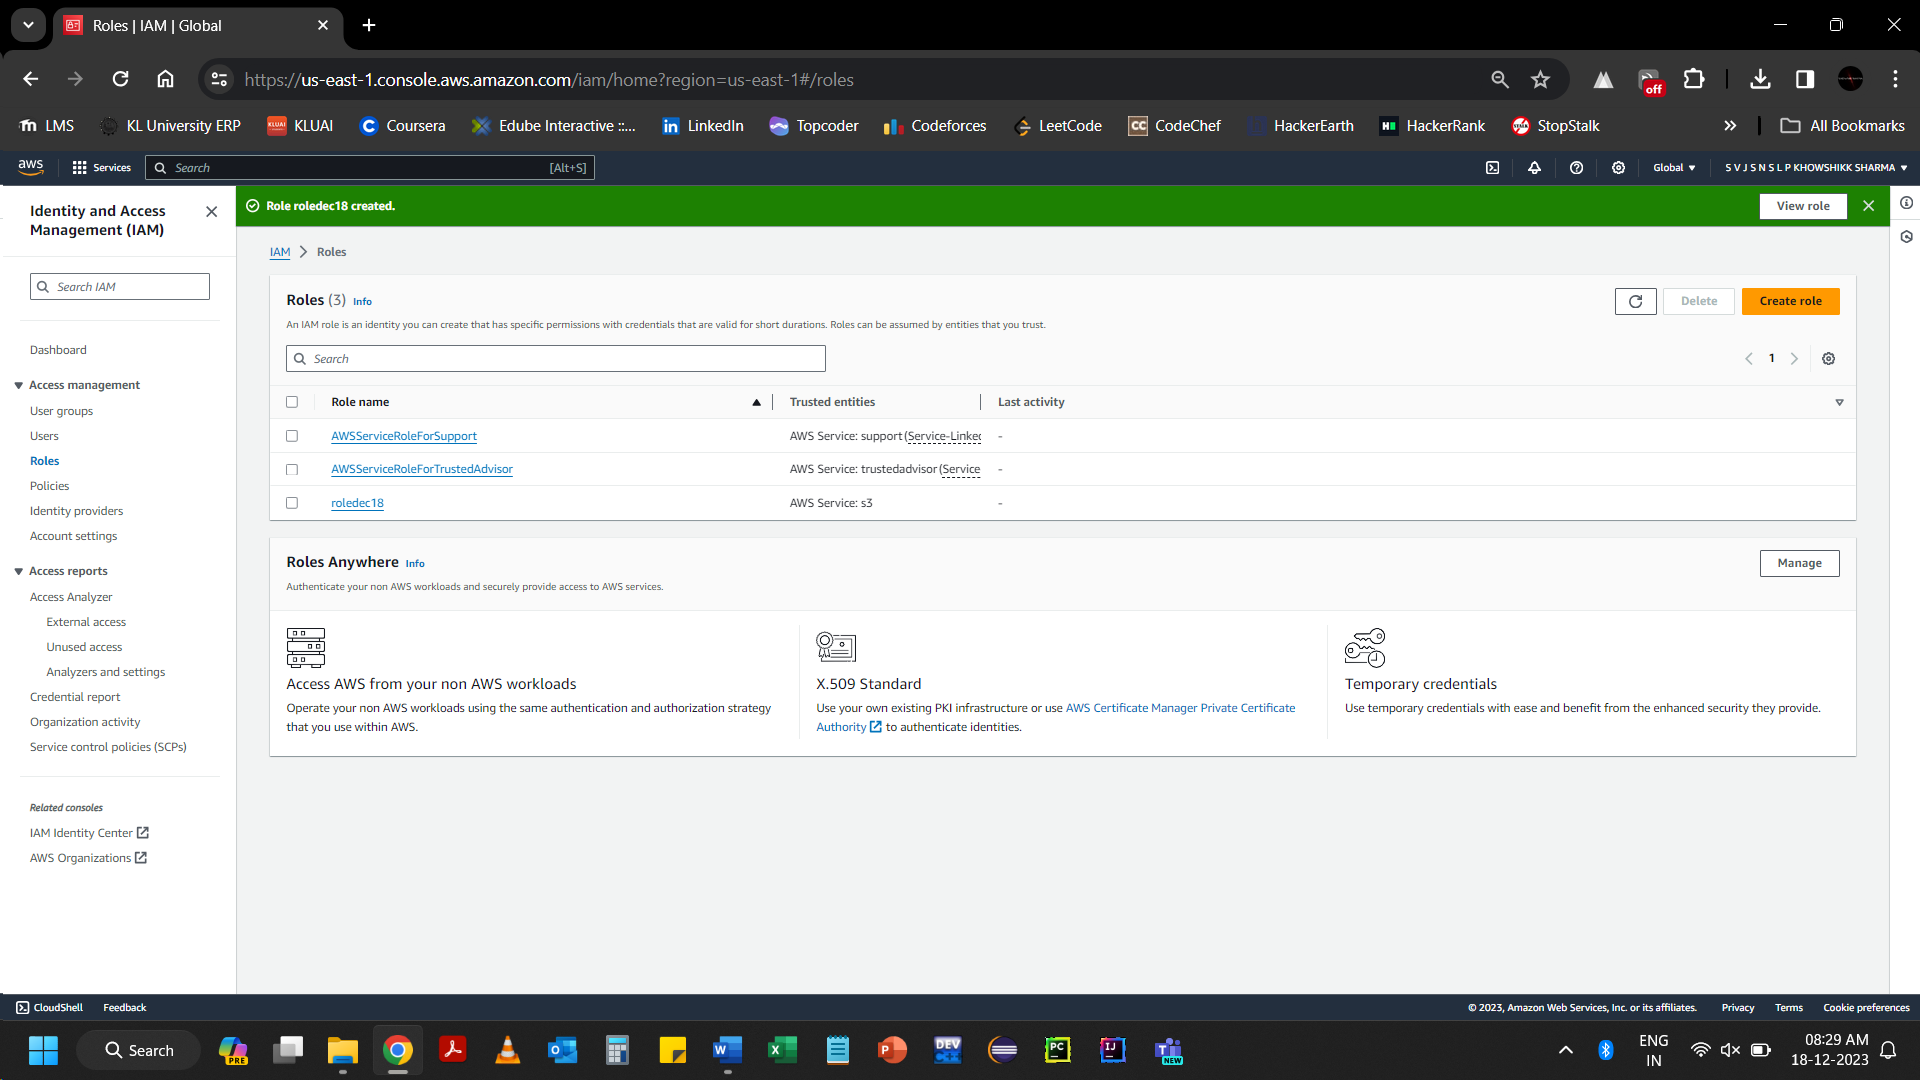 Roles | IAM | Global
https://us-east-1.console.aws.amazon.com/iam/home?region=us-east-1#/roles
off
LMS KL University ERP KLUAI Coursera Edube Interactive ::... LinkedIn Topcoder Codeforces LeetCode CodeChef HackerEarth HackerRank StopStalk All Bookmarks
aws Services Search [Alt+S] Global S V J S N S L P KHOWSHIKK SHARMA
Identity and Access
Management (IAM)
Search IAM
Dashboard
Access management
User groups
Users
Roles
Policies
Identity providers
Account settings
Access reports
Access Analyzer
External access
Unused access
Analyzers and settings
Credential report
Organization activity
Service control policies (SCPs)
Related consoles
IAM Identity Center
AWS Organizations
Role roledec18 created. View role
IAM Roles
Roles (3) Info
Delete Create role
An IAM role is an identity you can create that has specific permissions with credentials that are valid for short durations. Roles can be assumed by entities that you trust.
Search
1
Role name Trusted entities Last activity
AWSServiceRoleForSupport AWS Service: support (Service-Linked -
AWSServiceRoleForTrustedAdvisor AWS Service: trustedadvisor (Service -
roledec18 AWS Service: s3 -
Roles Anywhere Info Manage
Authenticate your non AWS workloads and securely provide access to AWS services.
Access AWS from your non AWS workloads
Operate your non AWS workloads using the same authentication and authorization strategy
that you use within AWS.
X.509 Standard
Use your own existing PKI infrastructure or use AWS Certificate Manager Private Certificate
Authority to authenticate identities.
Temporary credentials
Use temporary credentials with ease and benefit from the enhanced security they provide.
CloudShell Feedback © 2023, Amazon Web Services, Inc. or its affiliates. Privacy Terms Cookie preferences
Search
PRE
DEV
C++
PC
IJ
NEW
ENG
IN
08:29 AM
18-12-2023